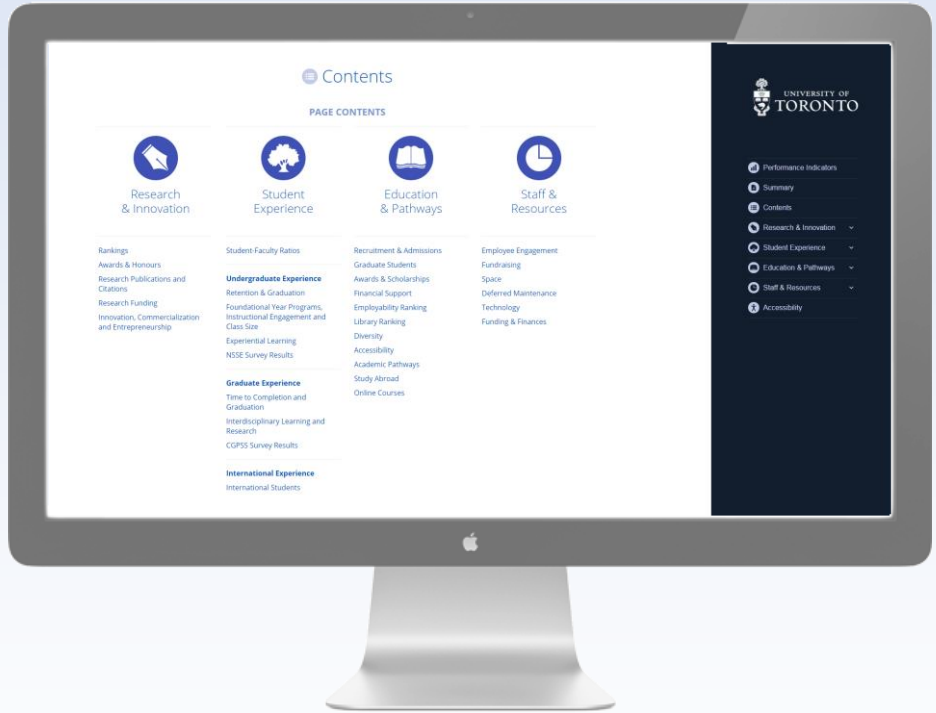 Contents
PAGE CONTENTS
Research
& Innovation
Rankings
Awards & Honours
Research Publications and
Citations
Research Funding
Innovation, Commercialization
and Entrepreneurship
Student
Experience
Student-Faculty Ratios
Undergraduate Experience
Retention & Graduation
Foundational Year Programs,
Instructional Engagement and
Class Size
Experiential Learning
NSSE Survey Results
Graduate Experience
Time to Completion and
Graduation
Interdisciplinary Learning and
Research
CGPSS Survey Results
International Experience
International Students
Education
& Pathways
Recruitment & Admissions
Graduate Students
Awards & Scholarships
Financial Support
Employability Ranking
Library Ranking
Diversity
Accessibility
Academic Pathways
Study Abroad
Online Courses
Staff &
Resources
Employee Engagement
Fundraising
Space
Deferred Maintenance
Technology
Funding & Finances
UNIVERSITY OF
TORONTO
Performance Indicators
Summary
Contents
Research & Innovation
Student Experience
Education & Pathways
Staff & Resources
Accessibility